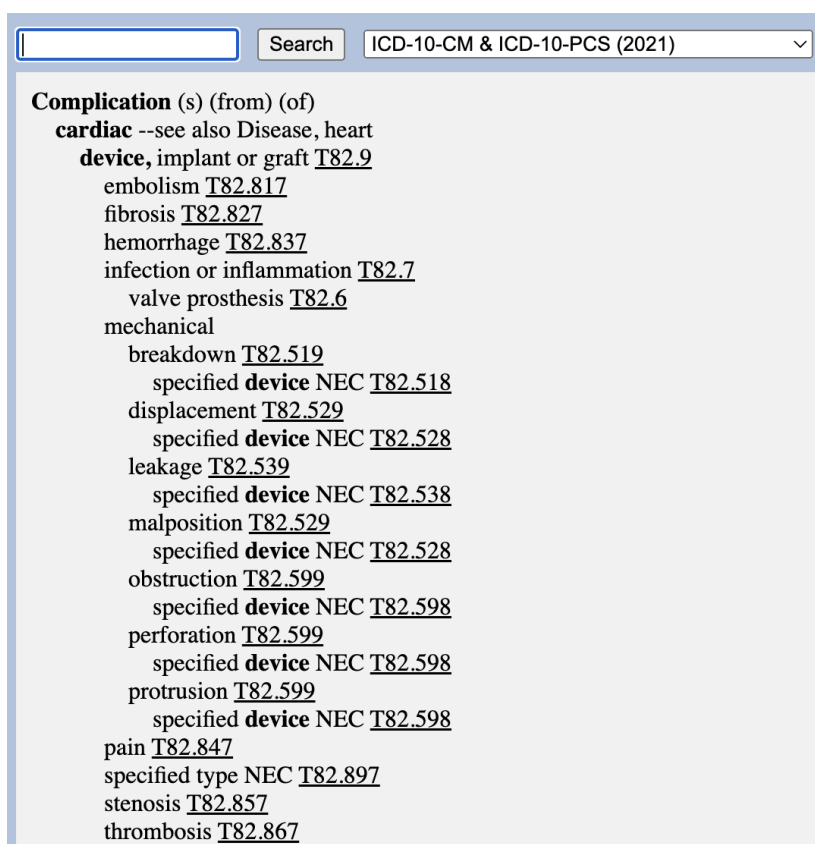 Search ICD-10-CM & ICD-10-PCS (2021)
Complication (s) (from) (of)
cardiac --see also Disease, heart
device, implant or graft T82.9
embolism T82.817
fibrosis T82.827
hemorrhage T82.837
infection or inflammation T82.7
valve prosthesis T82.6
mechanical
breakdown T82.519
specified device NEC T82.518
displacement T82.529
specified device NEC T82.528
leakage T82.539
specified device NEC T82.538
malposition T82.529
specified device NEC T82.528
obstruction T82.599
specified device NEC T82.598
perforation T82.599
specified device NEC T82.598
protrusion T82.599
specified device NEC T82.598
pain T82.847
specified type NEC T82.897
stenosis T82.857
thrombosis T82.867